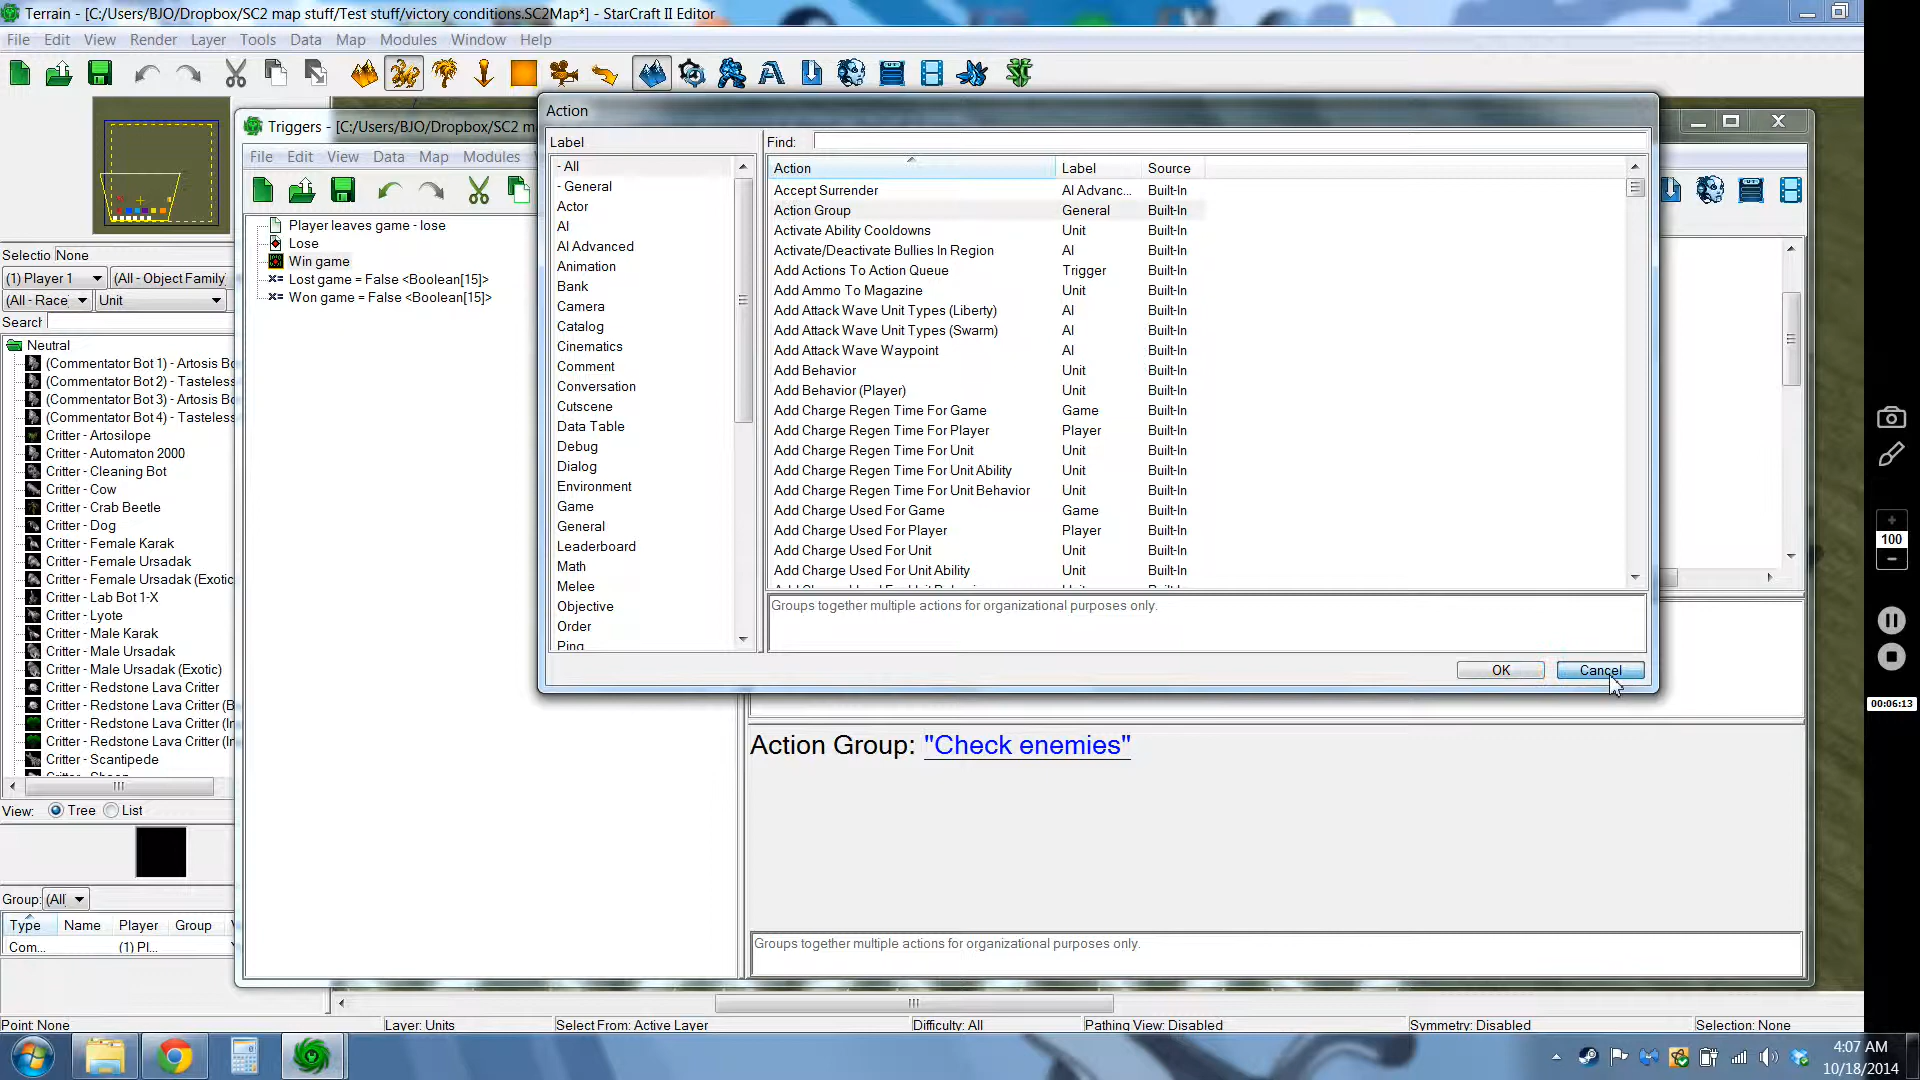 Terrain - [C:/Users/BJO/Dropbox/SC2 map stuff/Test stuff/victory conditions.SC2Map*] - StarCraft II Editor
File Edit View Render Layer Tools Data Map Modules Window Help
Action
Triggers - [C:/Users/BJO/Dropbox/SC2 m
File Edit View Data Map Modules
Player leaves game - lose
Lose
Win game
x= Lost game = False <Boolean[15]>
x= Won game = False <Boolean[15]>
Label
- All
- General
Actor
AI
AI Advanced
Animation
Bank
Camera
Catalog
Cinematics
Comment
Conversation
Cutscene
Data Table
Debug
Dialog
Environment
Game
General
Leaderboard
Math
Melee
Objective
Order
Ping
Find:
Action Label Source
Accept Surrender AI Advanc... Built-In
Action Group General Built-In
Activate Ability Cooldowns Unit Built-In
Activate/Deactivate Bullies In Region AI Built-In
Add Actions To Action Queue Trigger Built-In
Add Ammo To Magazine Unit Built-In
Add Attack Wave Unit Types (Liberty) AI Built-In
Add Attack Wave Unit Types (Swarm) AI Built-In
Add Attack Wave Waypoint AI Built-In
Add Behavior Unit Built-In
Add Behavior (Player) Unit Built-In
Add Charge Regen Time For Game Game Built-In
Add Charge Regen Time For Player Player Built-In
Add Charge Regen Time For Unit Unit Built-In
Add Charge Regen Time For Unit Ability Unit Built-In
Add Charge Regen Time For Unit Behavior Unit Built-In
Add Charge Used For Game Game Built-In
Add Charge Used For Player Player Built-In
Add Charge Used For Unit Unit Built-In
Add Charge Used For Unit Ability Unit Built-In
Groups together multiple actions for organizational purposes only.
OK Cancel
Action Group: "Check enemies"
Groups together multiple actions for organizational purposes only.
Selectio None
(1) Player 1 (All - Object Family
(All - Race Unit
Search
Neutral
(Commentator Bot 1) - Artosis Bo
(Commentator Bot 2) - Tasteless
(Commentator Bot 3) - Artosis Bo
(Commentator Bot 4) - Tasteless
Critter - Artosilope
Critter - Automaton 2000
Critter - Cleaning Bot
Critter - Cow
Critter - Crab Beetle
Critter - Dog
Critter - Female Karak
Critter - Female Ursadak
Critter - Female Ursadak (Exotic
Critter - Lab Bot 1-X
Critter - Lyote
Critter - Male Karak
Critter - Male Ursadak
Critter - Male Ursadak (Exotic)
Critter - Redstone Lava Critter
Critter - Redstone Lava Critter (B
Critter - Redstone Lava Critter (Ir
Critter - Redstone Lava Critter (Ir
Critter - Scantipede
View: Tree List
Group: (All
Type Name Player Group
Com... (1) Pl...
Point: None Layer: Units Select From: Active Layer Difficulty: All Pathing View: Disabled Symmetry: Disabled Selection: None
100
00:06:13
4:07 AM
10/18/2014